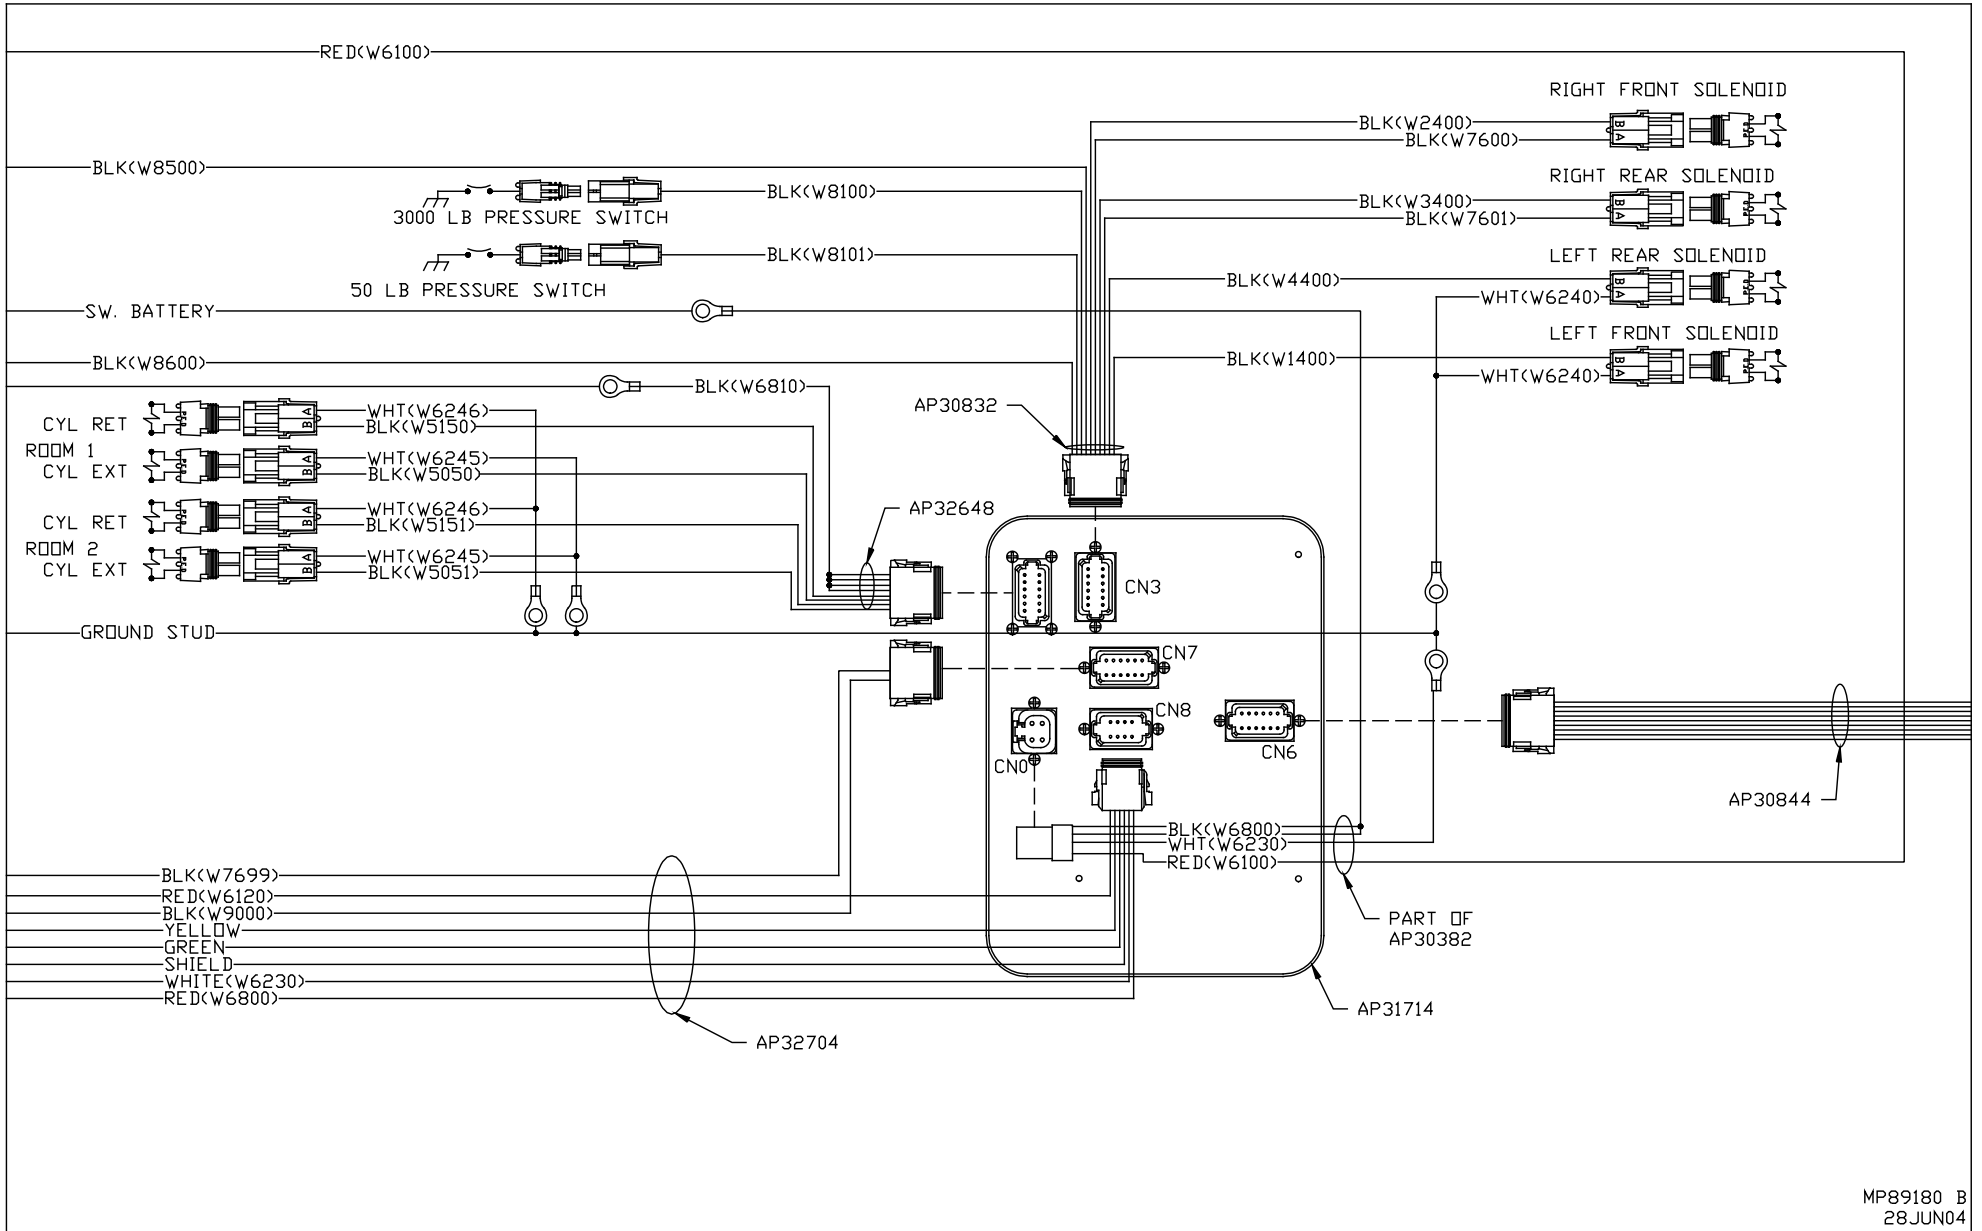 RED(W6100)
RIGHT FRONT SOLENOID
BLK(W2400)
B
A
BLK(W7600)
BLK(W8500)
RIGHT REAR SOLENOID
BLK(W8100)
BLK(W3400)
B
A
3000 LB PRESSURE SWITCH
BLK(W7601)
BLK(W8101)
LEFT REAR SOLENOID
BLK(W4400)
B
A
50 LB PRESSURE SWITCH
WHT(W6240)
SW. BATTERY
LEFT FRONT SOLENOID
BLK(W8600)
BLK(W1400)
B
A
BLK(W6810)
WHT(W6240)
AP30832
CYL RET
A
B
WHT(W6246)
BLK(W5150)
ROOM 1
CYL EXT
A
B
WHT(W6245)
BLK(W5050)
CYL RET
A
B
WHT(W6246)
BLK(W5151)
AP32648
ROOM 2
CYL EXT
A
B
WHT(W6245)
BLK(W5051)
CN3
GROUND STUD
CN7
CN8
CN0
CN6
AP30844
BLK(W6800)
WHT(W6230)
RED(W6100)
BLK(W7699)
RED(W6120)
BLK(W9000)
YELLOW
GREEN
SHIELD
WHITE(W6230)
RED(W6800)
PART OF
AP30382
AP31714
AP32704
MP89180 B
28JUN04